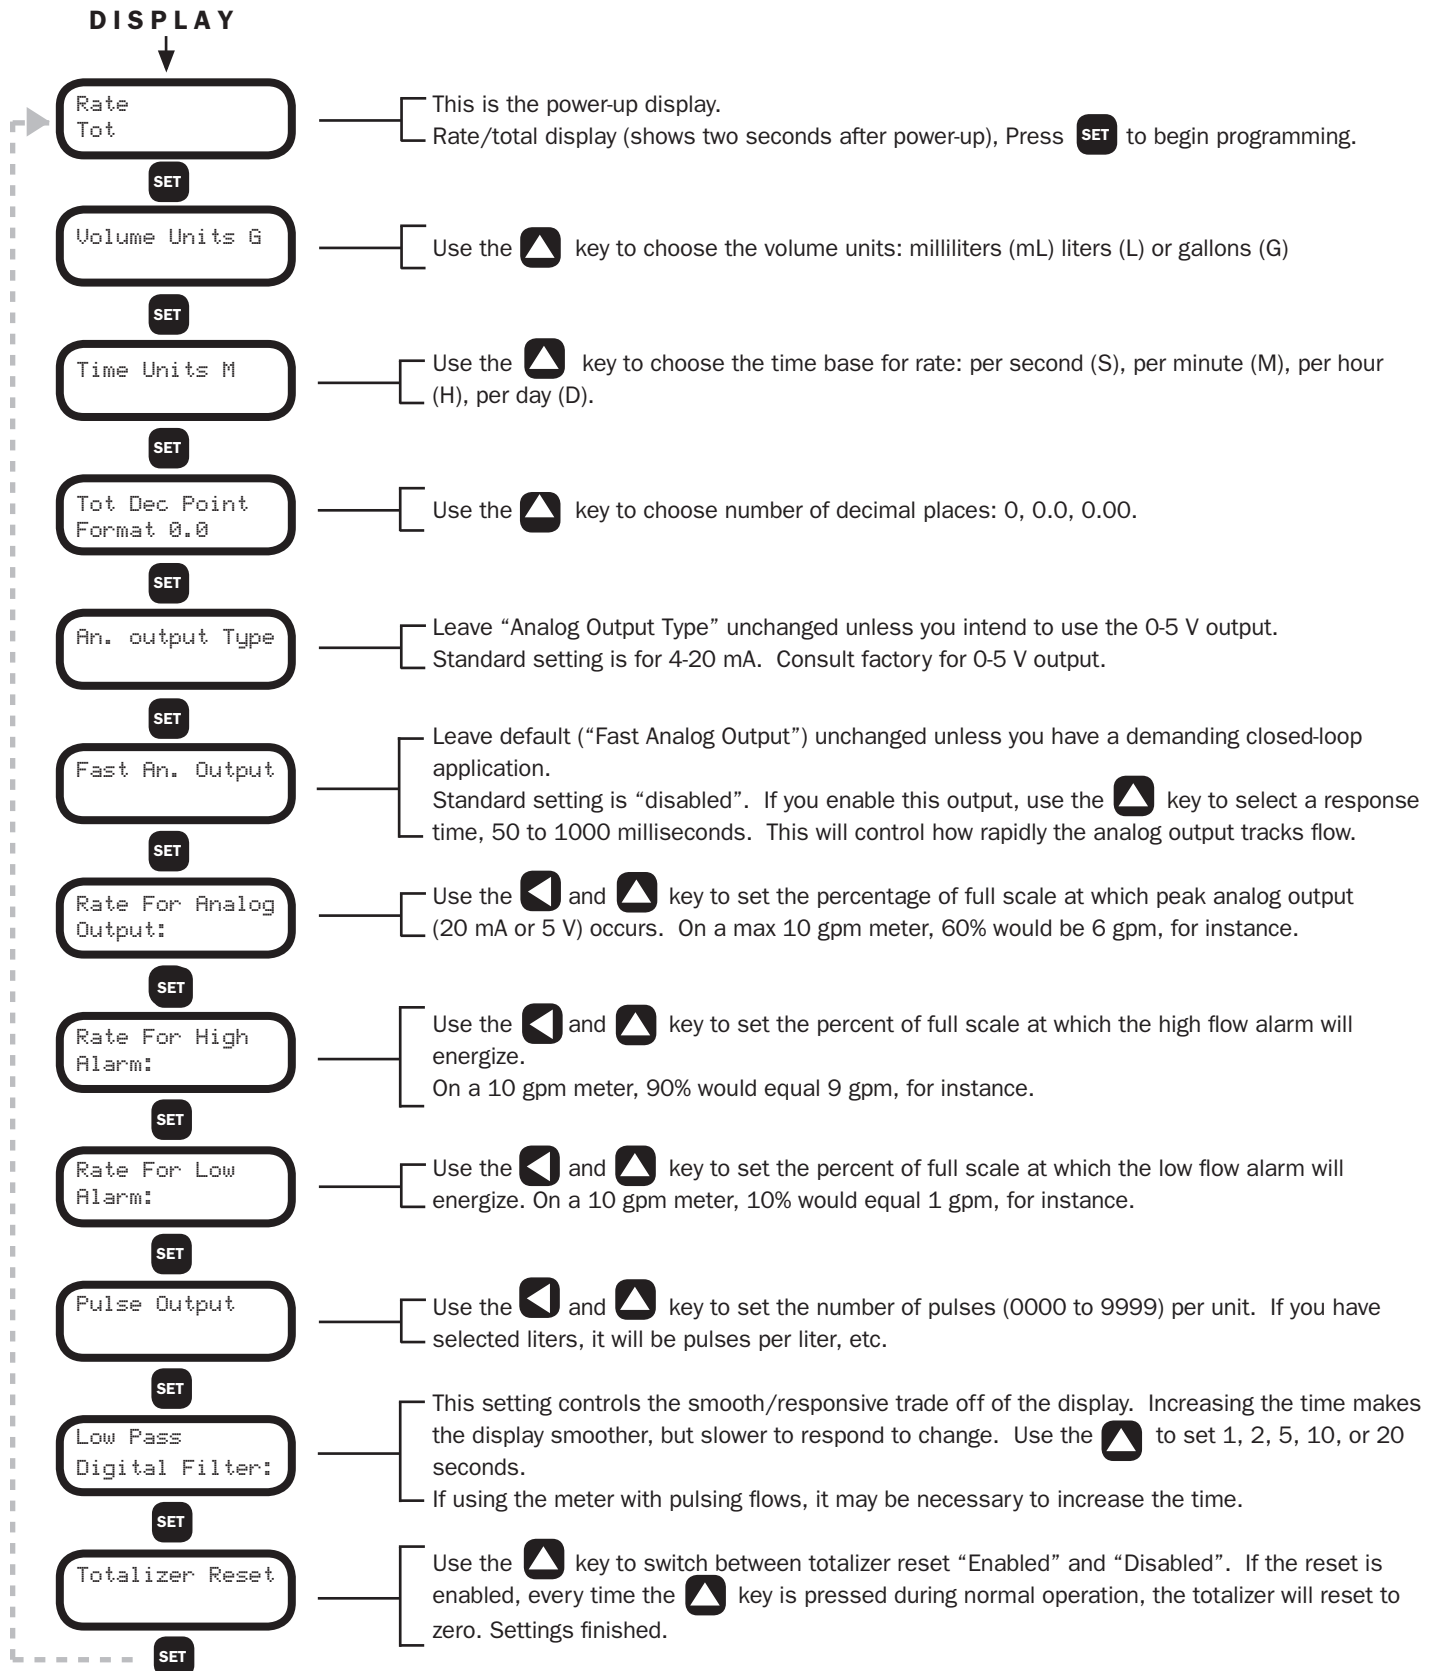 DISPLAY
Rate
Tot
This is the power-up display.
Rate/total display (shows two seconds after power-up), Press SET to begin programming.
SET
Volume Units G
Use the key to choose the volume units: milliliters (mL) liters (L) or gallons (G)
SET
Time Units M
Use the key to choose the time base for rate: per second (S), per minute (M), per hour
(H), per day (D).
SET
Tot Dec Point
Format 0.0
Use the key to choose number of decimal places: 0, 0.0, 0.00.
SET
An. output Type
Leave “Analog Output Type” unchanged unless you intend to use the 0-5 V output.
Standard setting is for 4-20 mA. Consult factory for 0-5 V output.
SET
Fast An. Output
Leave default (“Fast Analog Output”) unchanged unless you have a demanding closed-loop
application.
Standard setting is “disabled”. If you enable this output, use the key to select a response
time, 50 to 1000 milliseconds. This will control how rapidly the analog output tracks flow.
SET
Rate For Analog
Output:
Use the and key to set the percentage of full scale at which peak analog output
(20 mA or 5 V) occurs. On a max 10 gpm meter, 60% would be 6 gpm, for instance.
SET
Rate For High
Alarm:
Use the and key to set the percent of full scale at which the high flow alarm will
energize.
On a 10 gpm meter, 90% would equal 9 gpm, for instance.
SET
Rate For Low
Alarm:
Use the and key to set the percent of full scale at which the low flow alarm will
energize. On a 10 gpm meter, 10% would equal 1 gpm, for instance.
SET
Pulse Output
Use the and key to set the number of pulses (0000 to 9999) per unit. If you have
selected liters, it will be pulses per liter, etc.
SET
Low Pass
Digital Filter:
This setting controls the smooth/responsive trade off of the display. Increasing the time makes
the display smoother, but slower to respond to change. Use the to set 1, 2, 5, 10, or 20
seconds.
If using the meter with pulsing flows, it may be necessary to increase the time.
SET
Totalizer Reset
Use the key to switch between totalizer reset “Enabled” and “Disabled”. If the reset is
enabled, every time the key is pressed during normal operation, the totalizer will reset to
zero. Settings finished.
SET